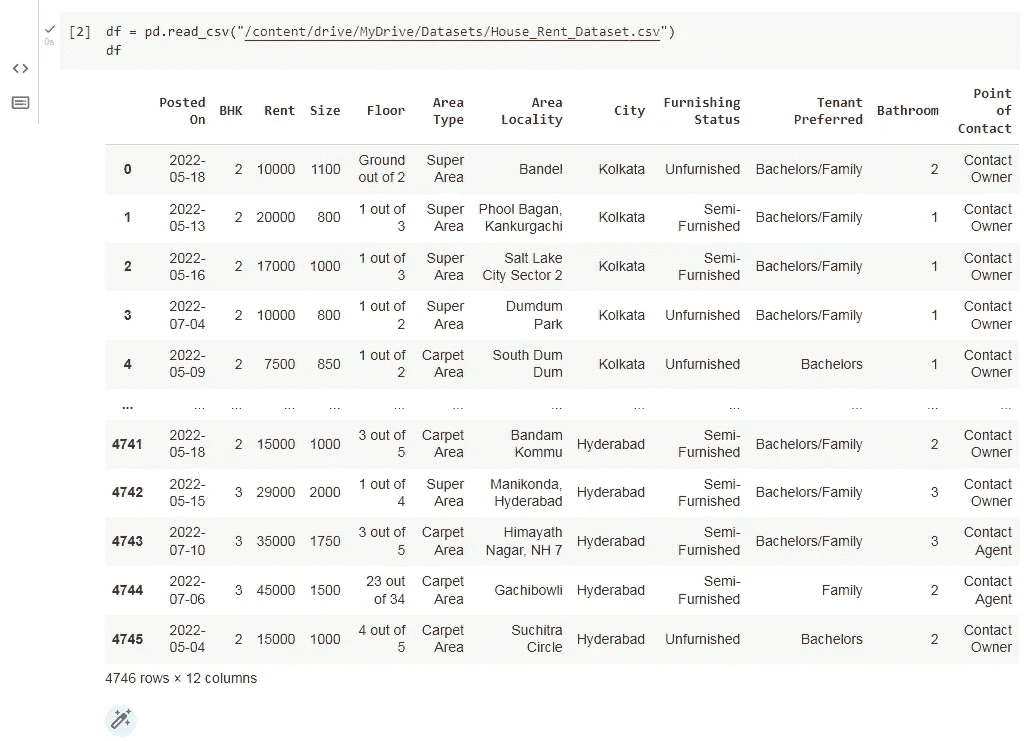 [2] df = pd.read_csv("/content/drive/MyDrive/Datasets/House_Rent_Dataset.csv")
0s
df
<>
Posted On BHK Rent Size Floor Area Type Area Locality City Furnishing Status Tenant Preferred Bathroom Point of Contact
0 2022-05-18 2 10000 1100 Ground out of 2 Super Area Bandel Kolkata Unfurnished Bachelors/Family 2 Contact Owner
1 2022-05-13 2 20000 800 1 out of 3 Super Area Phool Bagan, Kankurgachi Kolkata Semi-Furnished Bachelors/Family 1 Contact Owner
2 2022-05-16 2 17000 1000 1 out of 3 Super Area Salt Lake City Sector 2 Kolkata Semi-Furnished Bachelors/Family 1 Contact Owner
3 2022-07-04 2 10000 800 1 out of 2 Super Area Dumdum Park Kolkata Unfurnished Bachelors/Family 1 Contact Owner
4 2022-05-09 2 7500 850 1 out of 2 Carpet Area South Dum Dum Kolkata Unfurnished Bachelors 1 Contact Owner
... ... ... ... ... ... ... ... ... ... ... ... ...
4741 2022-05-18 2 15000 1000 3 out of 5 Carpet Area Bandam Kommu Hyderabad Semi-Furnished Bachelors/Family 2 Contact Owner
4742 2022-05-15 3 29000 2000 1 out of 4 Super Area Manikonda, Hyderabad Hyderabad Semi-Furnished Bachelors/Family 3 Contact Owner
4743 2022-07-10 3 35000 1750 3 out of 5 Carpet Area Himayath Nagar, NH 7 Hyderabad Semi-Furnished Bachelors/Family 3 Contact Agent
4744 2022-07-06 3 45000 1500 23 out of 34 Carpet Area Gachibowli Hyderabad Semi-Furnished Family 2 Contact Agent
4745 2022-05-04 2 15000 1000 4 out of 5 Carpet Area Suchitra Circle Hyderabad Unfurnished Bachelors 2 Contact Owner
4746 rows × 12 columns